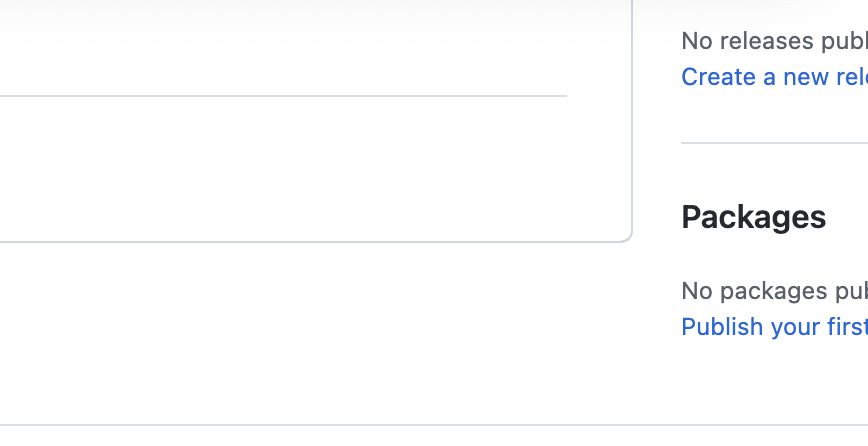 No releases publ
Create a new rel
Packages
No packages pub
Publish your first